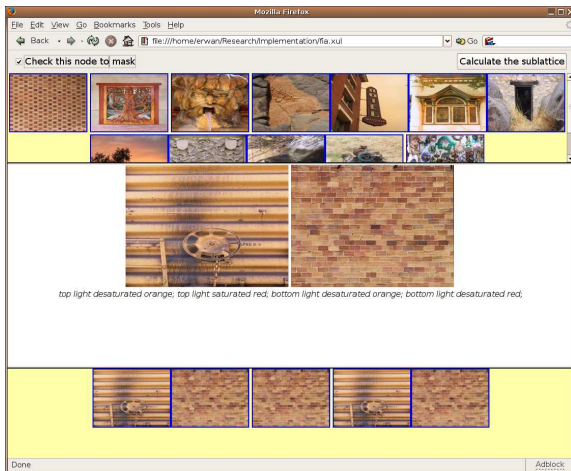 Mozilla Firefox
File Edit View Go Bookmarks Tools Help
Back Go
file:///home/erwan/Research/Implementation/fia.xul
Check this node to mask
Calculate the sublattice
top light desaturated orange; top light saturated red; bottom light desaturated orange; bottom light desaturated red;
Done
Adblock